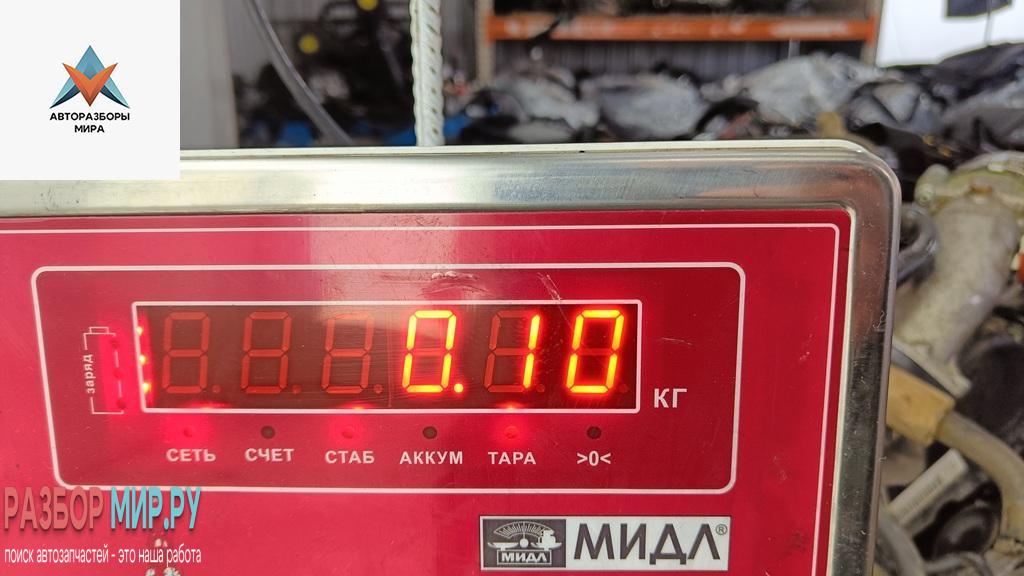 АВТОРАЗБОРЫ
МИРА
0.10
КГ
заряд
СЕТЬ СЧЕТ СТАБ АККУМ ТАРА >0<
РАЗБОР МИР.РУ
поиск автозапчастей - это наша работа
МИДЛ МИДЛ®